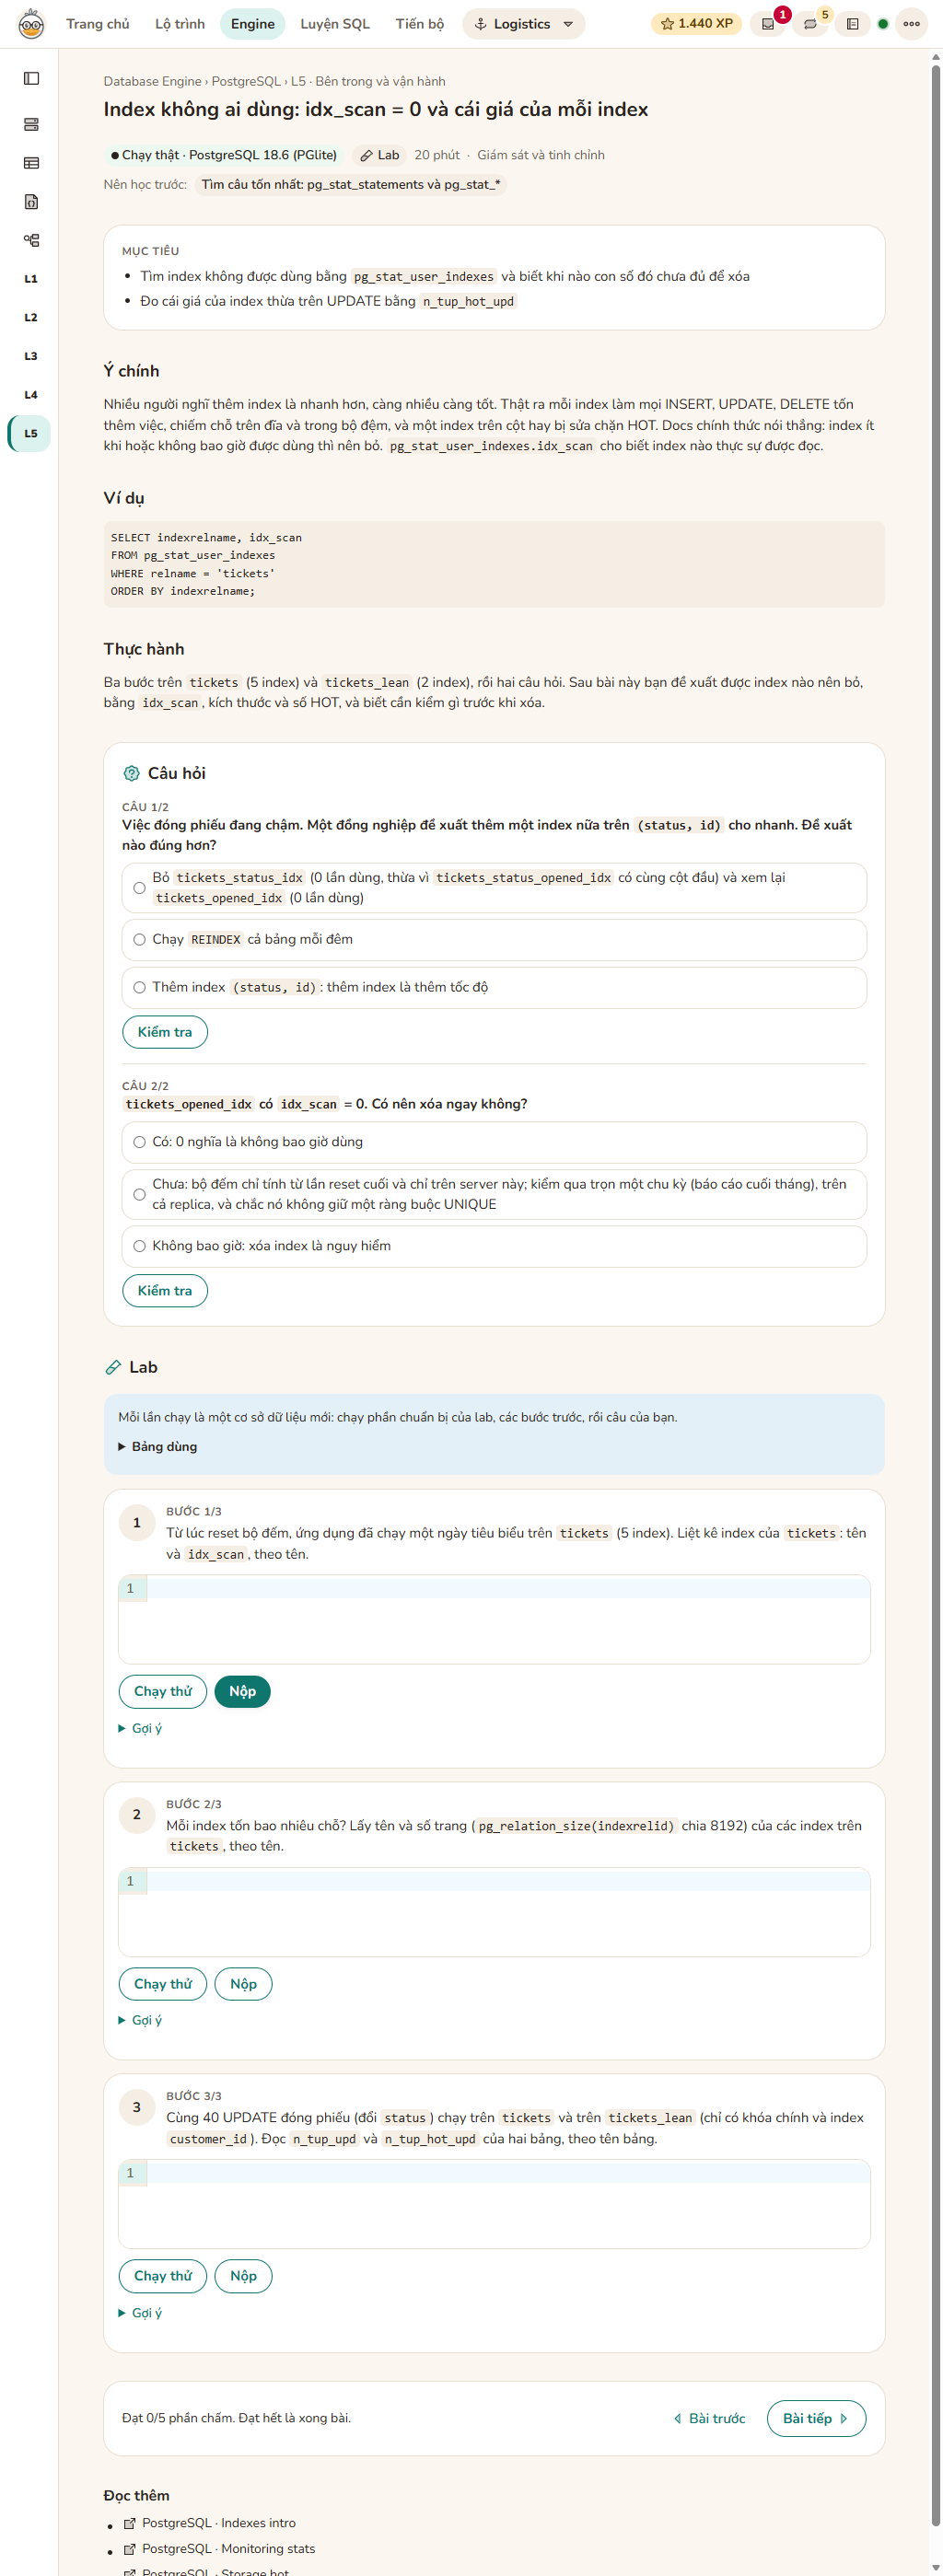 Trang chủ Lộ trình Engine Luyện SQL Tiến bộ Logistics 1.440 XP 1 5
Database Engine › PostgreSQL › L5 · Bên trong và vận hành
Index không ai dùng: idx_scan = 0 và cái giá của mỗi index
Chạy thật · PostgreSQL 18.6 (PGlite) Lab 20 phút · Giám sát và tinh chỉnh
Nên học trước: Tìm câu tốn nhất: pg_stat_statements và pg_stat_*
L1
L2
L3
L4
L5
MỤC TIÊU
• Tìm index không được dùng bằng pg_stat_user_indexes và biết khi nào con số đó chưa đủ để xóa
• Đo cái giá của index thừa trên UPDATE bằng n_tup_hot_upd
Ý chính
Nhiều người nghĩ thêm index là nhanh hơn, càng nhiều càng tốt. Thật ra mỗi index làm mọi INSERT, UPDATE, DELETE tốn
thêm việc, chiếm chỗ trên đĩa và trong bộ đệm, và một index trên cột hay bị sửa chặn HOT. Docs chính thức nói thẳng: index ít
khi hoặc không bao giờ được dùng thì nên bỏ. pg_stat_user_indexes.idx_scan cho biết index nào thực sự được đọc.
Ví dụ
SELECT indexrelname, idx_scan
FROM pg_stat_user_indexes
WHERE relname = 'tickets'
ORDER BY indexrelname;
Thực hành
Ba bước trên tickets (5 index) và tickets_lean (2 index), rồi hai câu hỏi. Sau bài này bạn đề xuất được index nào nên bỏ,
bằng idx_scan, kích thước và số HOT, và biết cần kiểm gì trước khi xóa.
Câu hỏi
CÂU 1/2
Việc đóng phiếu đang chậm. Một đồng nghiệp đề xuất thêm một index nữa trên (status, id) cho nhanh. Đề xuất
nào đúng hơn?
Bỏ tickets_status_idx (0 lần dùng, thừa vì tickets_status_opened_idx có cùng cột đầu) và xem lại
tickets_opened_idx (0 lần dùng)
Chạy REINDEX cả bảng mỗi đêm
Thêm index (status, id): thêm index là thêm tốc độ
Kiểm tra
CÂU 2/2
tickets_opened_idx có idx_scan = 0. Có nên xóa ngay không?
Có: 0 nghĩa là không bao giờ dùng
Chưa: bộ đếm chỉ tính từ lần reset cuối và chỉ trên server này; kiểm qua trọn một chu kỳ (báo cáo cuối tháng), trên
cả replica, và chắc nó không giữ một ràng buộc UNIQUE
Không bao giờ: xóa index là nguy hiểm
Kiểm tra
Lab
Mỗi lần chạy là một cơ sở dữ liệu mới: chạy phần chuẩn bị của lab, các bước trước, rồi câu của bạn.
Bảng dùng
1
BƯỚC 1/3
Từ lúc reset bộ đếm, ứng dụng đã chạy một ngày tiêu biểu trên tickets (5 index). Liệt kê index của tickets: tên
và idx_scan, theo tên.
1
Chạy thử Nộp
Gợi ý
2
BƯỚC 2/3
Mỗi index tốn bao nhiêu chỗ? Lấy tên và số trang (pg_relation_size(indexrelid) chia 8192) của các index trên
tickets, theo tên.
1
Chạy thử Nộp
Gợi ý
3
BƯỚC 3/3
Cùng 40 UPDATE đóng phiếu (đổi status) chạy trên tickets và trên tickets_lean (chỉ có khóa chính và index
customer_id). Đọc n_tup_upd và n_tup_hot_upd của hai bảng, theo tên bảng.
1
Chạy thử Nộp
Gợi ý
Đạt 0/5 phần chấm. Đạt hết là xong bài. Bài trước Bài tiếp
Đọc thêm
• PostgreSQL · Indexes intro
• PostgreSQL · Monitoring stats
PostgreSQL · Storage hot